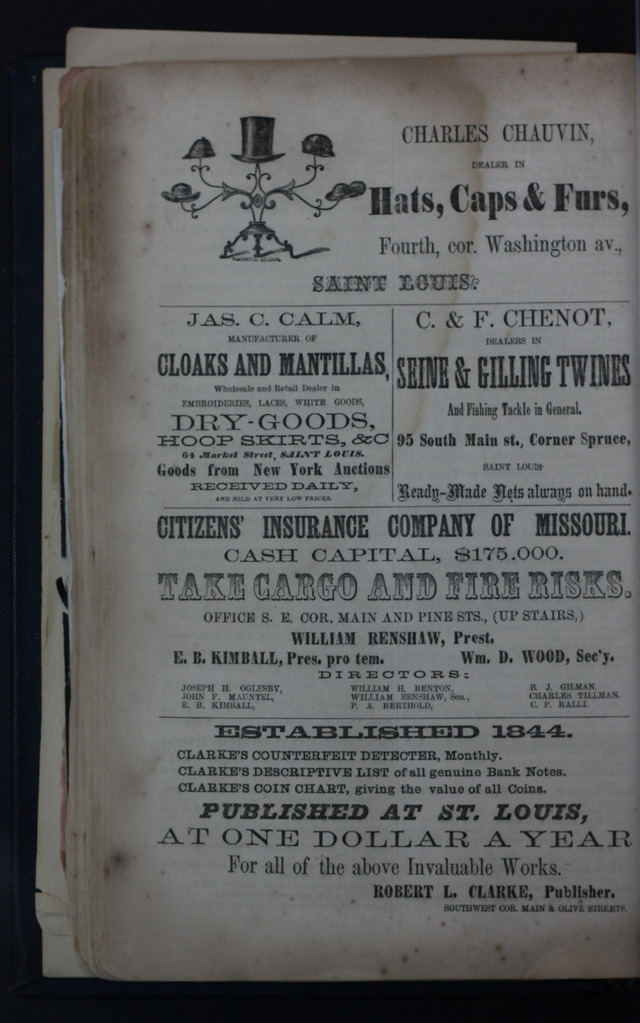 CHARLES CHAUVIN,
DEALER IN
Hats, Caps & Furs,
Fourth, cor. Washington av.,
SAINT LOUIS.
JAS. C. CALM,
MANUFACTURER OF
CLOAKS AND MANTILLAS,
Wholesale and Retail Dealer in
EMBROIDERIES, LACES, WHITE GOODS,
DRY-GOODS,
HOOP SKIRTS, &C
64 Market Street, SAINT LOUIS.
Goods from New York Auctions
RECEIVED DAILY,
AND SOLD AT VERY LOW PRICES.
C. & F. CHENOT,
DEALERS IN
SEINE & GILLING TWINES
And Fishing Tackle in General.
95 South Main st., Corner Spruce,
SAINT LOUIS.
Ready-Made Nets always on hand.
CITIZENS' INSURANCE COMPANY OF MISSOURI.
CASH CAPITAL, $175.000.
TAKE CARGO AND FIRE RISKS.
OFFICE S. E. COR. MAIN AND PINE STS., (UP STAIRS,)
WILLIAM RENSHAW, Prest.
E. B. KIMBALL, Pres. pro tem. Wm. D. WOOD, Sec'y.
DIRECTORS:
JOSEPH H. OGLESBY, WILLIAM H. BENTON, B. J. GILMAN.
JOHN F. MAUNTEL, WILLIAM RENSHAW, Sen., CHARLES TILLMAN.
E. B. KIMBALL, P. A. BERTHOLD, C. P. RALLI.
ESTABLISHED 1844.
CLARKE'S COUNTERFEIT DETECTER, Monthly.
CLARKE'S DESCRIPTIVE LIST of all genuine Bank Notes.
CLARKE'S COIN CHART, giving the value of all Coins.
PUBLISHED AT ST. LOUIS,
AT ONE DOLLAR A YEAR
For all of the above Invaluable Works.
ROBERT L. CLARKE, Publisher.
SOUTHWEST COR. MAIN & OLIVE STREETS.